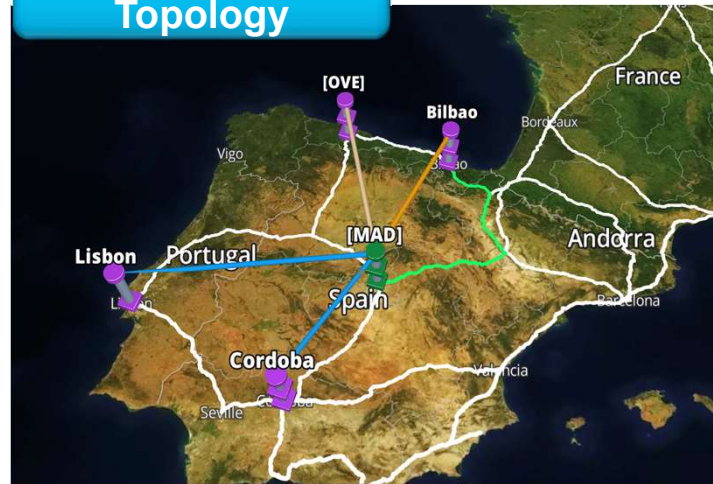 Topology
France
[OVE]
Bilbao
Bordeaux
Vigo
[MAD]
Andorra
Lisbon
Portugal
Spain
Barcelona
Cordoba
Valencia
Seville